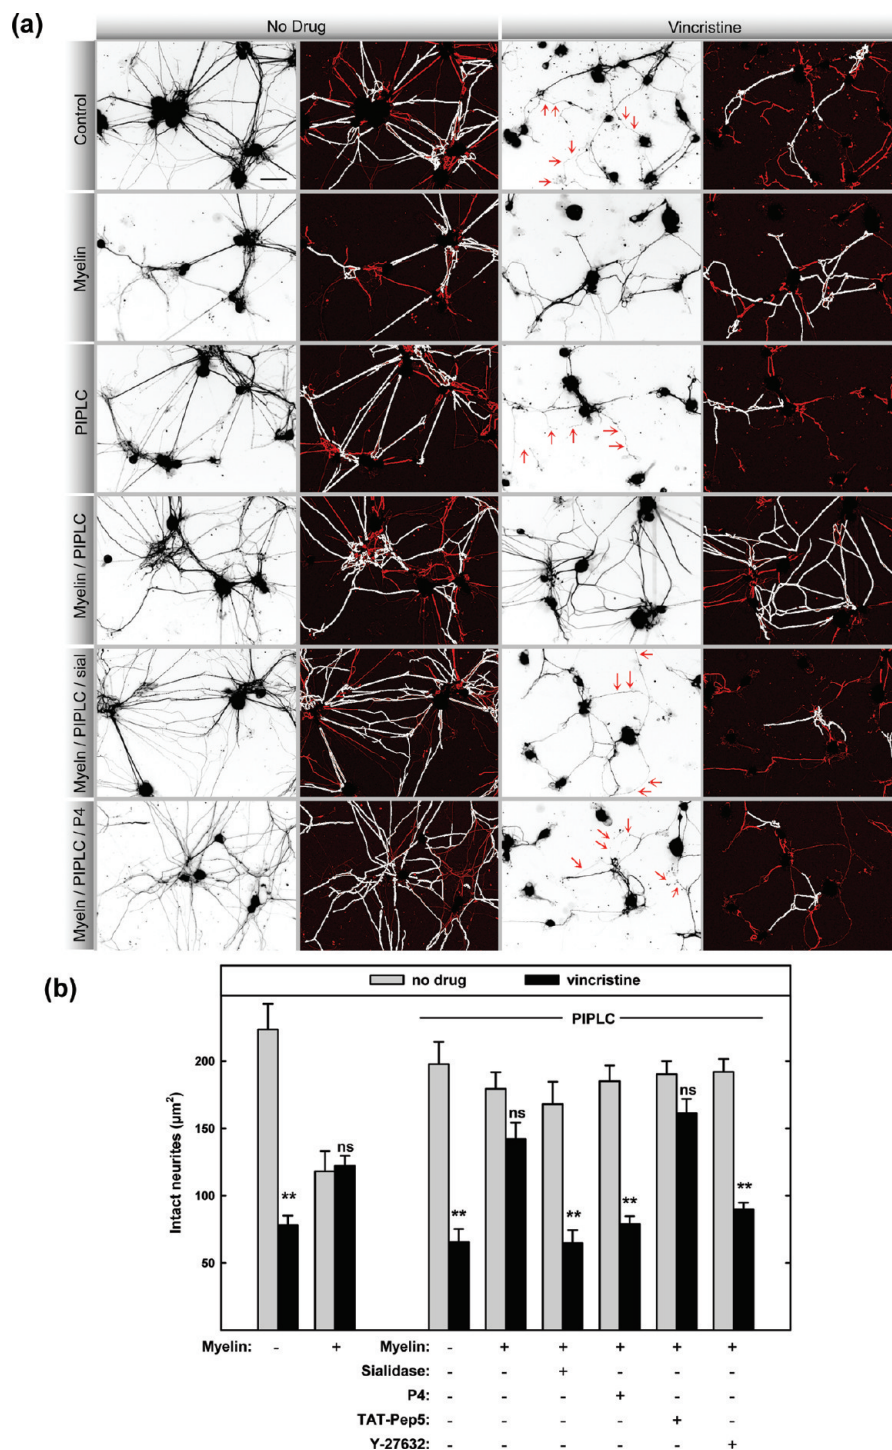 (a)
No Drug Vincristine
Control
Myelin
PIPLC
Myelin / PIPLC
Myeln / PIPLC / sial
Myeln / PIPLC / P4
(b)
no drug vincristine
PIPLC
Intact neurites (µm²)
200
150
100
50
** ns ** ns ** ** ns **
Myelin: - + Myelin: - + + + + +
Sialidase: - - + - - -
P4: - - - + - -
TAT-Pep5: - - - - + -
Y-27632: - - - - - +